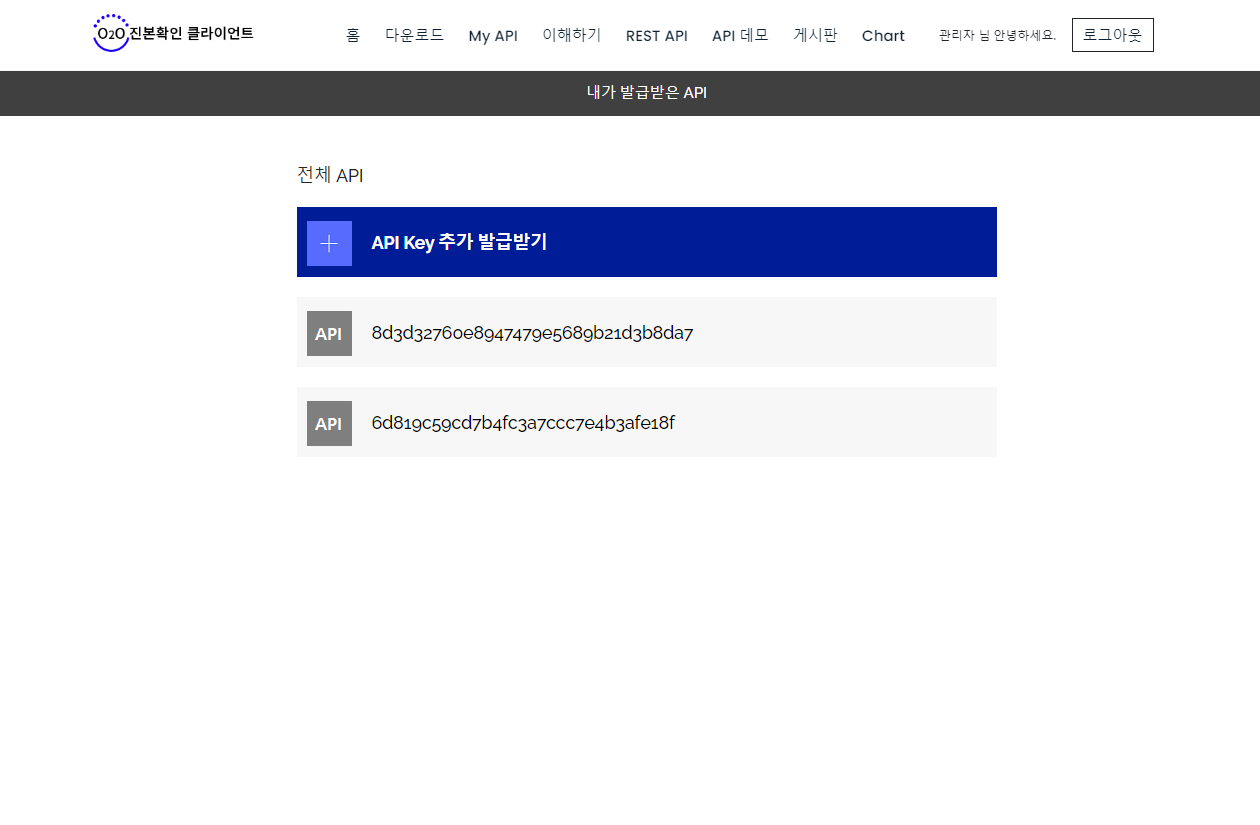 O2O 진본확인 클라이언트
홈 다운로드 My API 이해하기 REST API API 데모 게시판 Chart 관리자 님 안녕하세요. 로그아웃
내가 발급받은 API
전체 API
API Key 추가 발급받기
API 8d3d32760e8947479e5689b21d3b8da7
API 6d819c59cd7b4fc3a7ccc7e4b3afe18f